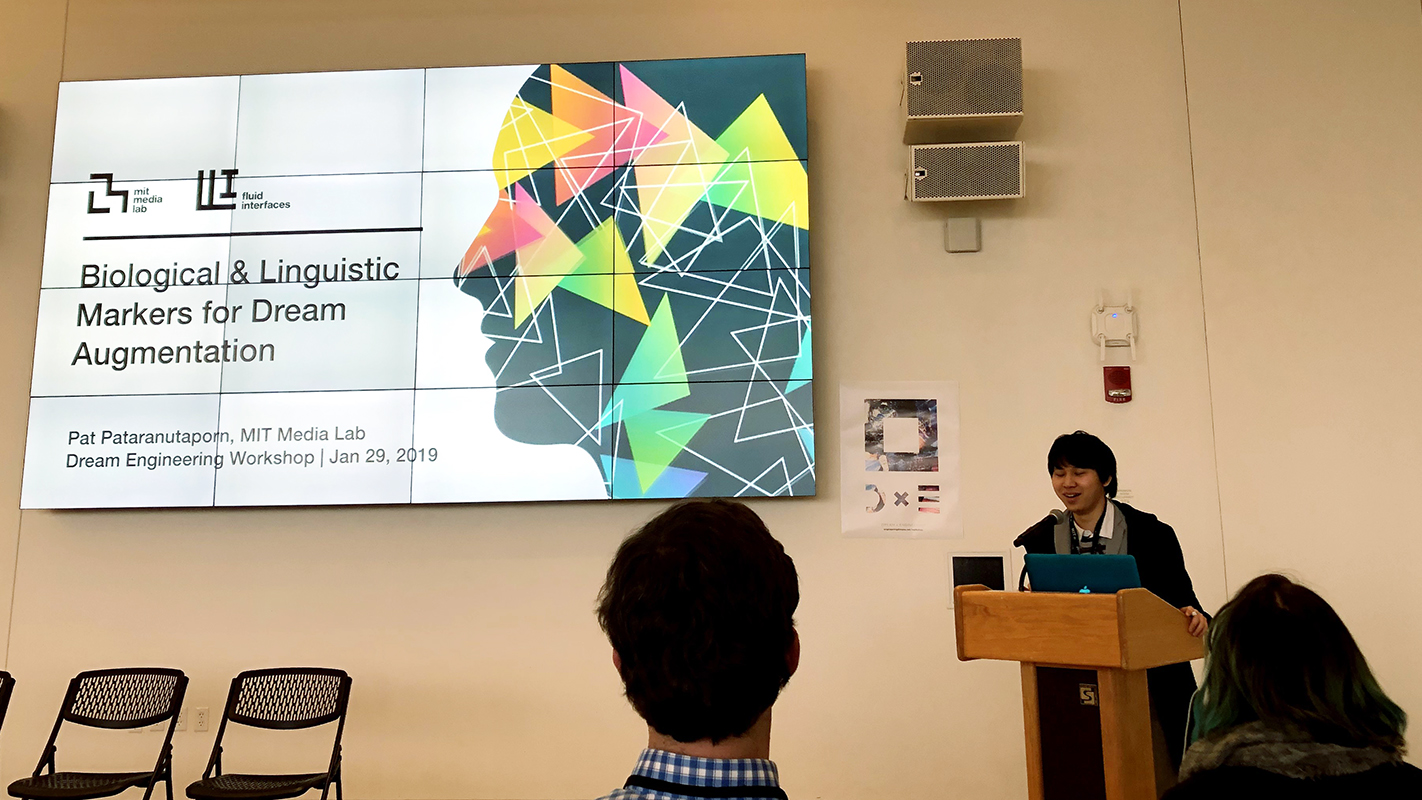 mit
media
lab
fluid
interfaces
Biological & Linguistic
Markers for Dream
Augmentation
Pat Pataranutaporn, MIT Media Lab
Dream Engineering Workshop | Jan 29, 2019